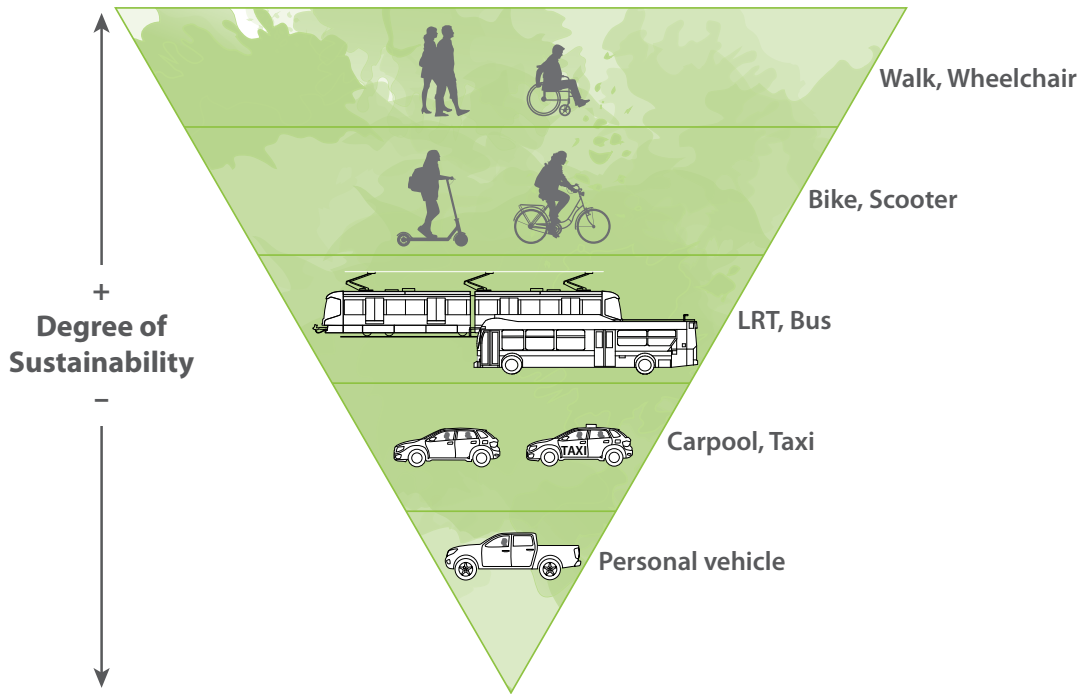 Walk, Wheelchair
Bike, Scooter
+
Degree of
Sustainability
–
LRT, Bus
Carpool, Taxi
TAXI
Personal vehicle